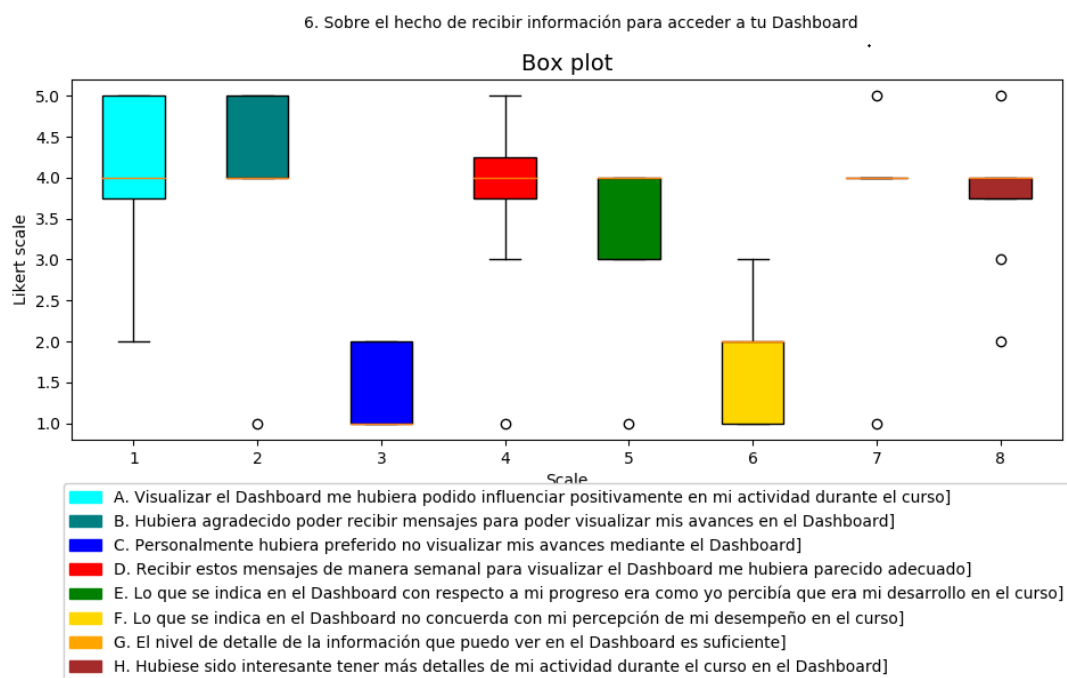 6. Sobre el hecho de recibir información para acceder a tu Dashboard
Box plot
5.0
4.5
4.0
3.5
3.0
2.5
2.0
1.5
1.0
Likert scale
1 2 3 4 5 6 7 8
Scale
A. Visualizar el Dashboard me hubiera podido influenciar positivamente en mi actividad durante el curso]
B. Hubiera agradecido poder recibir mensajes para poder visualizar mis avances en el Dashboard]
C. Personalmente hubiera preferido no visualizar mis avances mediante el Dashboard]
D. Recibir estos mensajes de manera semanal para visualizar el Dashboard me hubiera parecido adecuado]
E. Lo que se indica en el Dashboard con respecto a mi progreso era como yo percibía que era mi desarrollo en el curso]
F. Lo que se indica en el Dashboard no concuerda con mi percepción de mi desempeño en el curso]
G. El nivel de detalle de la información que puedo ver en el Dashboard es suficiente]
H. Hubiese sido interesante tener más detalles de mi actividad durante el curso en el Dashboard]